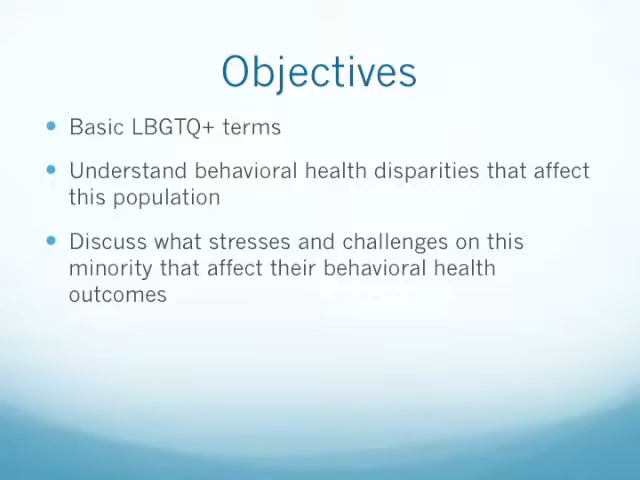 Objectives
• Basic LBGTQ+ terms
• Understand behavioral health disparities that affect
this population
• Discuss what stresses and challenges on this
minority that affect their behavioral health
outcomes